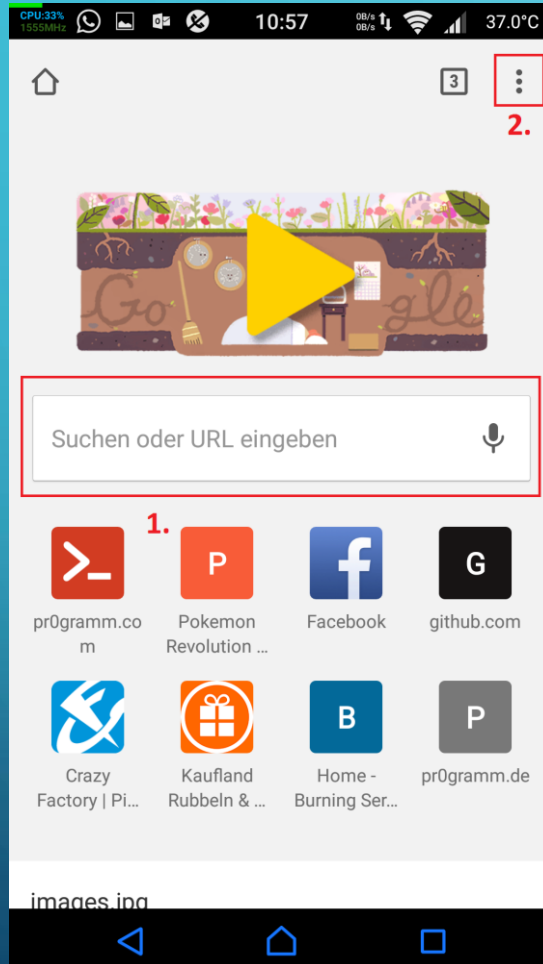 CPU:33%
1555MHz
10:57
0B/s
0B/s
37.0°C
3
2.
Google
Suchen oder URL eingeben
1.
>_
P
f
G
pr0gramm.co
m
Pokemon
Revolution ...
Facebook
github.com
B
P
Crazy
Factory | Pi...
Kaufland
Rubbeln & ...
Home -
Burning Ser...
pr0gramm.de
images.jpg